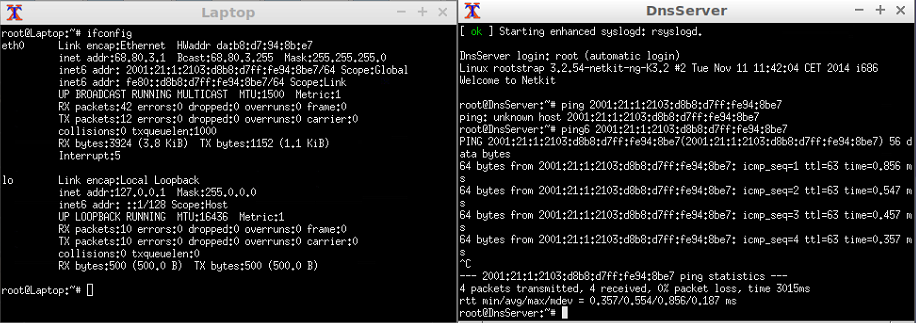 Laptop
root@Laptop:~# ifconfig
eth0 Link encap:Ethernet HWaddr da:b8:d7:94:8b:e7
inet addr:68.80.3.1 Bcast:68.80.3.255 Mask:255.255.255.0
inet6 addr: 2001:21:1:2103:d8b8:d7ff:fe94:8be7/64 Scope:Global
inet6 addr: fe80::d8b8:d7ff:fe94:8be7/64 Scope:Link
UP BROADCAST RUNNING MULTICAST MTU:1500 Metric:1
RX packets:42 errors:0 dropped:0 overruns:0 frame:0
TX packets:12 errors:0 dropped:0 overruns:0 carrier:0
collisions:0 txqueuelen:1000
RX bytes:3924 (3.8 KiB) TX bytes:1152 (1.1 KiB)
Interrupt:5
lo Link encap:Local Loopback
inet addr:127.0.0.1 Mask:255.0.0.0
inet6 addr: ::1/128 Scope:Host
UP LOOPBACK RUNNING MTU:16436 Metric:1
RX packets:10 errors:0 dropped:0 overruns:0 frame:0
TX packets:10 errors:0 dropped:0 overruns:0 carrier:0
collisions:0 txqueuelen:0
RX bytes:500 (500.0 B) TX bytes:500 (500.0 B)
root@Laptop:~#
DnsServer
[ ok ] Starting enhanced syslogd: rsyslogd.
DnsServer login: root (automatic login)
Linux rootstrap 3.2.54-netkit-ng-K3.2 #2 Tue Nov 11 11:42:04 CET 2014 i686
Welcome to Netkit
root@DnsServer:~# ping 2001:21:1:2103:d8b8:d7ff:fe94:8be7
ping: unknown host 2001:21:1:2103:d8b8:d7ff:fe94:8be7
root@DnsServer:~# ping6 2001:21:1:2103:d8b8:d7ff:fe94:8be7
PING 2001:21:1:2103:d8b8:d7ff:fe94:8be7(2001:21:1:2103:d8b8:d7ff:fe94:8be7) 56 d
ata bytes
64 bytes from 2001:21:1:2103:d8b8:d7ff:fe94:8be7: icmp_seq=1 ttl=63 time=0.856 m
s
64 bytes from 2001:21:1:2103:d8b8:d7ff:fe94:8be7: icmp_seq=2 ttl=63 time=0.547 m
s
64 bytes from 2001:21:1:2103:d8b8:d7ff:fe94:8be7: icmp_seq=3 ttl=63 time=0.457 m
s
64 bytes from 2001:21:1:2103:d8b8:d7ff:fe94:8be7: icmp_seq=4 ttl=63 time=0.357 m
s
^C
--- 2001:21:1:2103:d8b8:d7ff:fe94:8be7 ping statistics ---
4 packets transmitted, 4 received, 0% packet loss, time 3015ms
rtt min/avg/max/mdev = 0.357/0.554/0.856/0.187 ms
root@DnsServer:~#